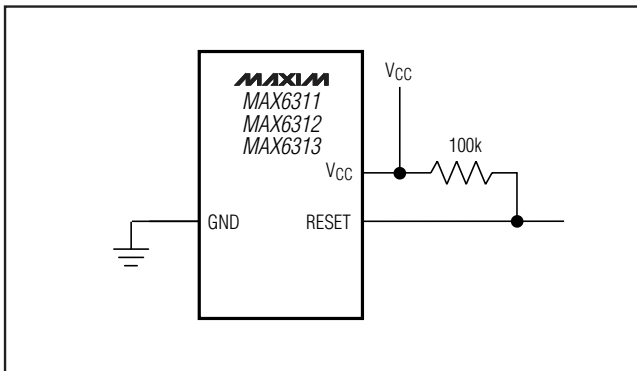 MAXIM
MAX6311
MAX6312
MAX6313
VCC
100k
VCC
GND
RESET